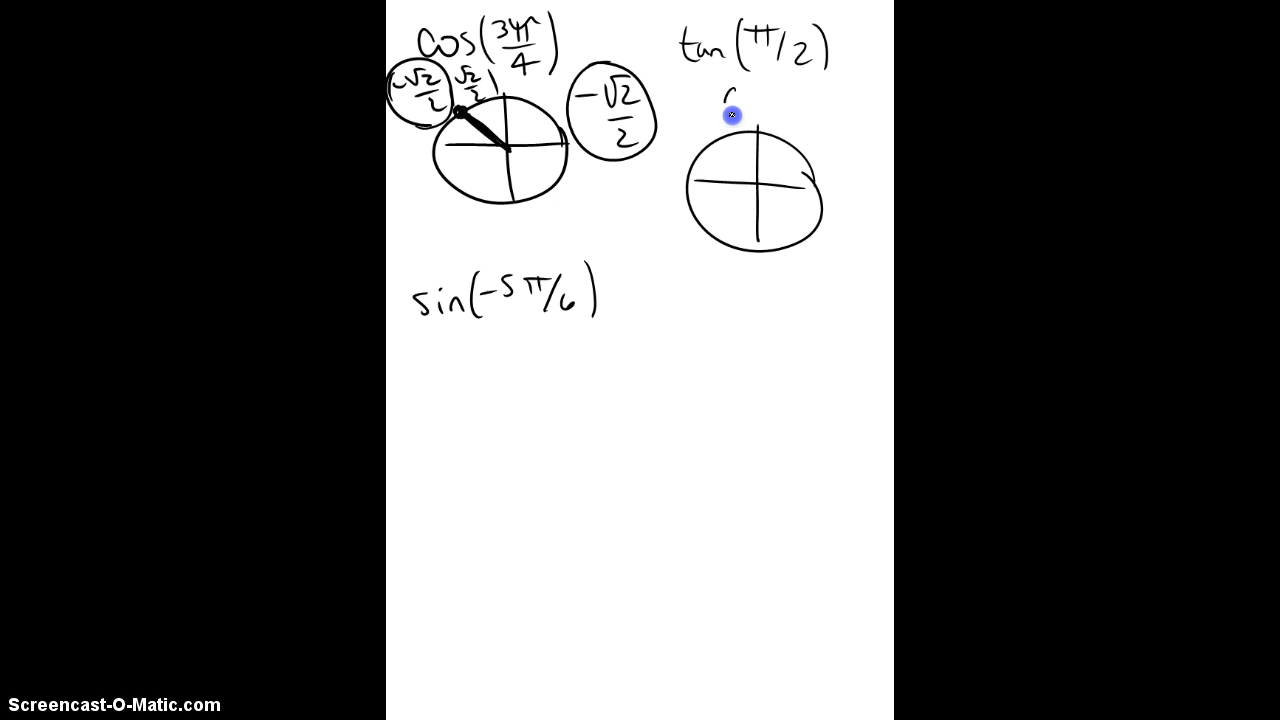 cos(3π/4)
tan(π/2)
(-√2/2, √2/2)
-√2/2
(
sin(-5π/6)
Screencast-O-Matic.com